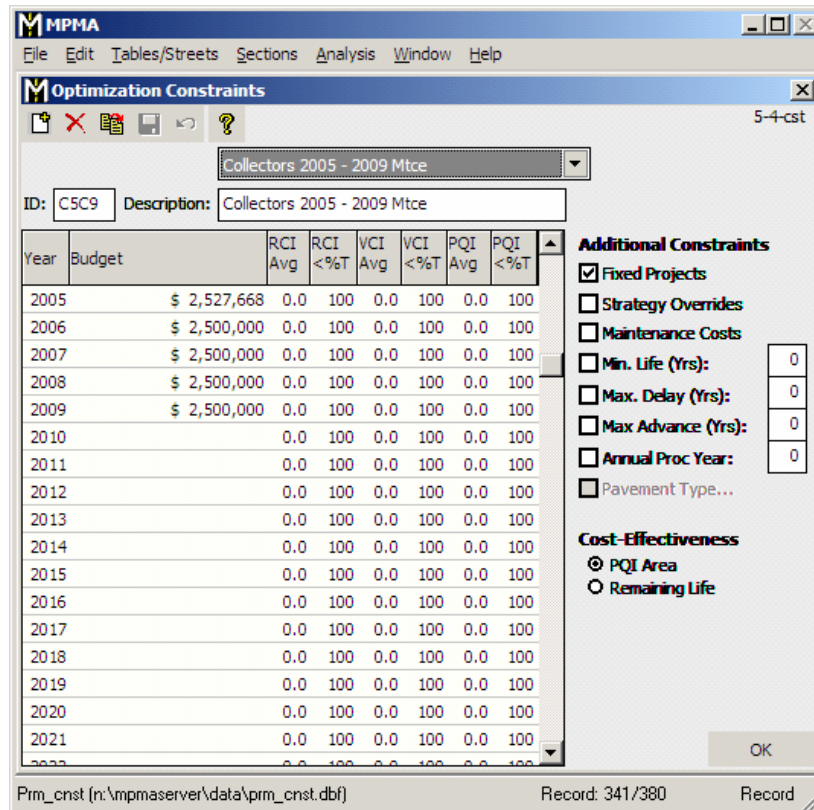 MPMA
File Edit Tables/Streets Sections Analysis Window Help
Optimization Constraints
5-4-cst
Collectors 2005 - 2009 Mtce
ID: C5C9 Description: Collectors 2005 - 2009 Mtce
Year Budget RCI Avg RCI <%T VCI Avg VCI <%T PQI Avg PQI <%T
2005 $ 2,527,668 0.0 100 0.0 100 0.0 100
2006 $ 2,500,000 0.0 100 0.0 100 0.0 100
2007 $ 2,500,000 0.0 100 0.0 100 0.0 100
2008 $ 2,500,000 0.0 100 0.0 100 0.0 100
2009 $ 2,500,000 0.0 100 0.0 100 0.0 100
2010 0.0 100 0.0 100 0.0 100
2011 0.0 100 0.0 100 0.0 100
2012 0.0 100 0.0 100 0.0 100
2013 0.0 100 0.0 100 0.0 100
2014 0.0 100 0.0 100 0.0 100
2015 0.0 100 0.0 100 0.0 100
2016 0.0 100 0.0 100 0.0 100
2017 0.0 100 0.0 100 0.0 100
2018 0.0 100 0.0 100 0.0 100
2019 0.0 100 0.0 100 0.0 100
2020 0.0 100 0.0 100 0.0 100
2021 0.0 100 0.0 100 0.0 100
Additional Constraints
Fixed Projects
Strategy Overrides
Maintenance Costs
Min. Life (Yrs): 0
Max. Delay (Yrs): 0
Max Advance (Yrs): 0
Annual Proc Year: 0
Pavement Type...
Cost-Effectiveness
PQI Area
Remaining Life
OK
Prm_cnst (n:\mpmaserver\data\prm_cnst.dbf) Record: 341/380 Record